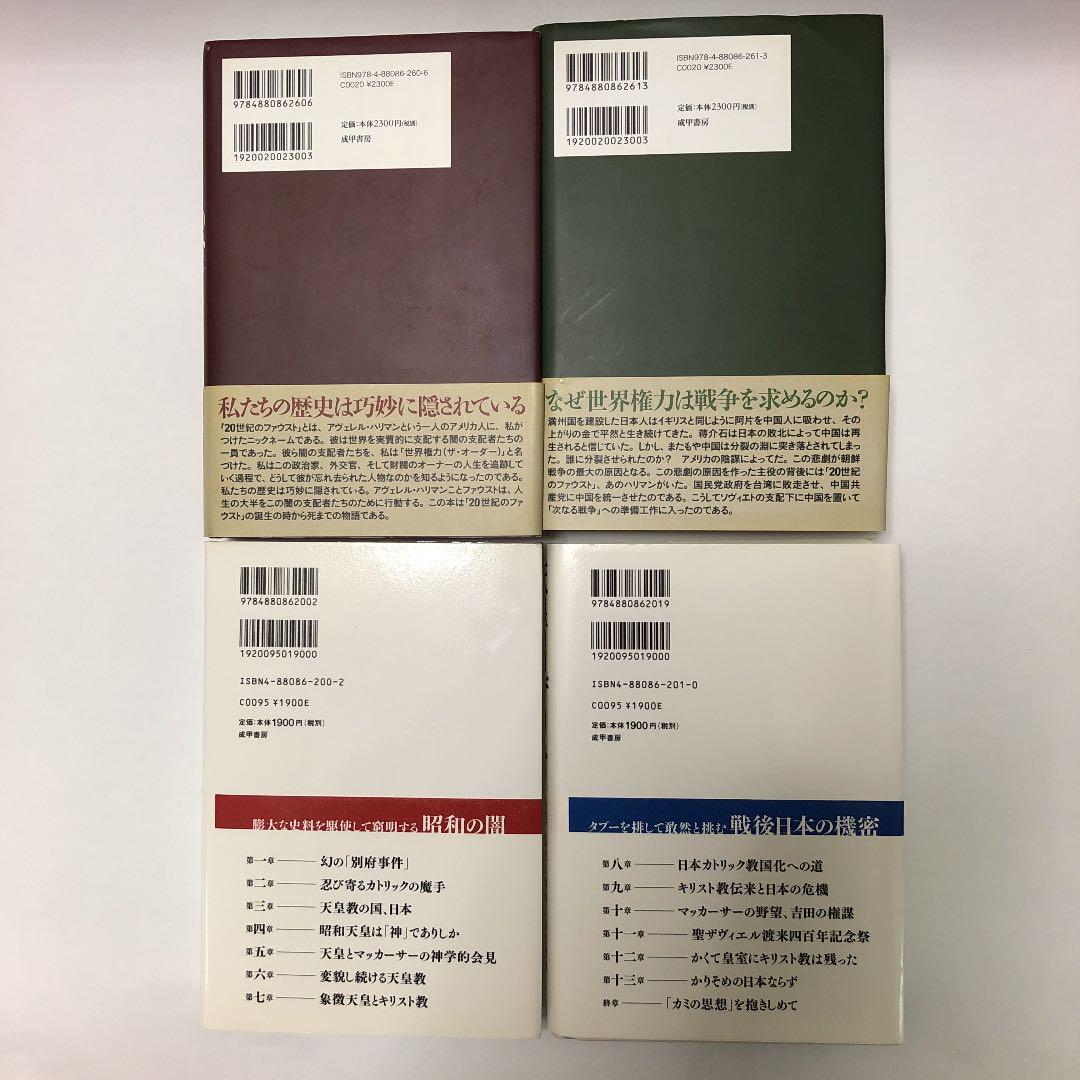 9784880862606
1920020023003
ISBN978-4-88086-260-6
C0020 ¥2300E
定価:本体2300円(税別)
成甲書房
私たちの歴史は巧妙に隠されている
「20世紀のファウスト」とは、アヴェレル・ハリマンという一人のアメリカ人に、私が
つけたニックネームである。彼は世界を実質的に支配する闇の支配者たちの
一員であった。彼ら闇の支配者たちを、私は「世界権力(ザ・オーダー)」と名
づけた。私はこの政治家、外交官、そして財閥のオーナーの人生を追跡して
いく過程で、どうして彼が忘れ去られた人物なのかを知るようになったのである。
私たちの歴史は巧妙に隠されている。アヴェレル・ハリマンことファウストは、人
生の大半をこの闇の支配者たちのために行動する。この本は「20世紀のファ
ウスト」の誕生の時から死までの物語である。
9784880862613
1920020023003
ISBN978-4-88086-261-3
C0020 ¥2300E
定価:本体2300円(税別)
成甲書房
なぜ世界権力は戦争を求めるのか?
満州国を建設した日本人はイギリスと同じように阿片を中国人に吸わせ、その
上がりの金で平然と生き続けてきた。蒋介石は日本の敗北によって中国は再生
されると信じていた。しかし、またもや中国は分裂の淵に突き落とされてしまっ
た。誰に分裂させられたのか? アメリカの陰謀によってだ。この悲劇が朝鮮
戦争の最大の原因となる。この悲劇の原因を作った主役の背後には「20世紀
のファウスト」、あのハリマンがいた。国民党政府を台湾に敗走させ、中国共
産党に中国を統一させたのである。こうしてソヴィエトの支配下に中国を置いて
「次なる戦争」への準備工作に入ったのである。
9784880862002
1920095019000
ISBN4-88086-200-2
C0095 ¥1900E
定価:本体1900円(税別)
成甲書房
膨大な史料を駆使して窮明する 昭和の闇
第一章 ― 幻の「別府事件」
第二章 ― 忍び寄るカトリックの魔手
第三章 ― 天皇教の国、日本
第四章 ― 昭和天皇は「神」でありしか
第五章 ― 天皇とマッカーサーの神学的会見
第六章 ― 変貌し続ける天皇教
第七章 ― 象徴天皇とキリスト教
9784880862019
1920095019000
ISBN4-88086-201-0
C0095 ¥1900E
定価:本体1900円(税別)
成甲書房
タブーを排して敢然と挑む 戦後日本の機密
第八章 ― 日本カトリック教国化への道
第九章 ― キリスト教伝来と日本の危機
第十章 ― マッカーサーの野望、吉田の権謀
第十一章 ― 聖ザヴィエル渡来四百年記念祭
第十二章 ― かくて皇室にキリスト教は残った
第十三章 ― かりそめの日本ならず
終章 ― 「カミの思想」を抱きしめて